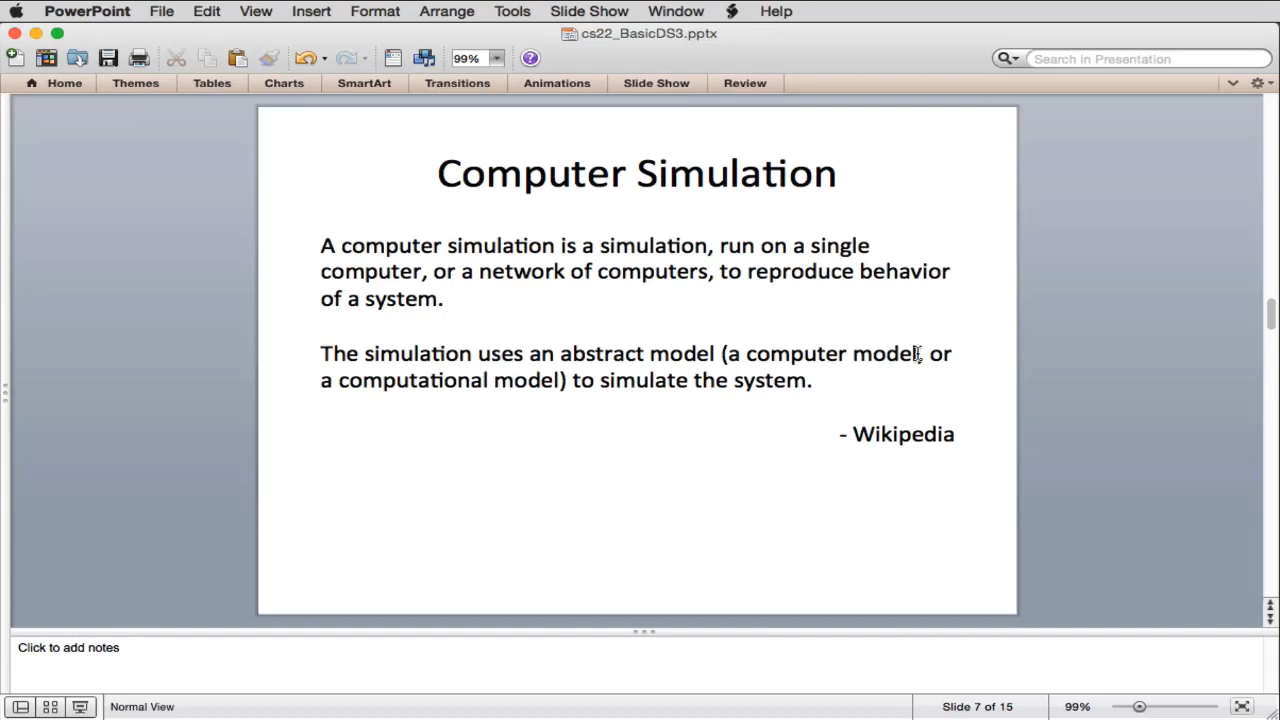 PowerPoint File Edit View Insert Format Arrange Tools Slide Show Window Help
cs22_BasicDS3.pptx
99% Search in Presentation
Home Themes Tables Charts SmartArt Transitions Animations Slide Show Review
Computer Simulation
A computer simulation is a simulation, run on a single
computer, or a network of computers, to reproduce behavior
of a system.
The simulation uses an abstract model (a computer model, or
a computational model) to simulate the system.
- Wikipedia
Click to add notes
Normal View Slide 7 of 15 99%